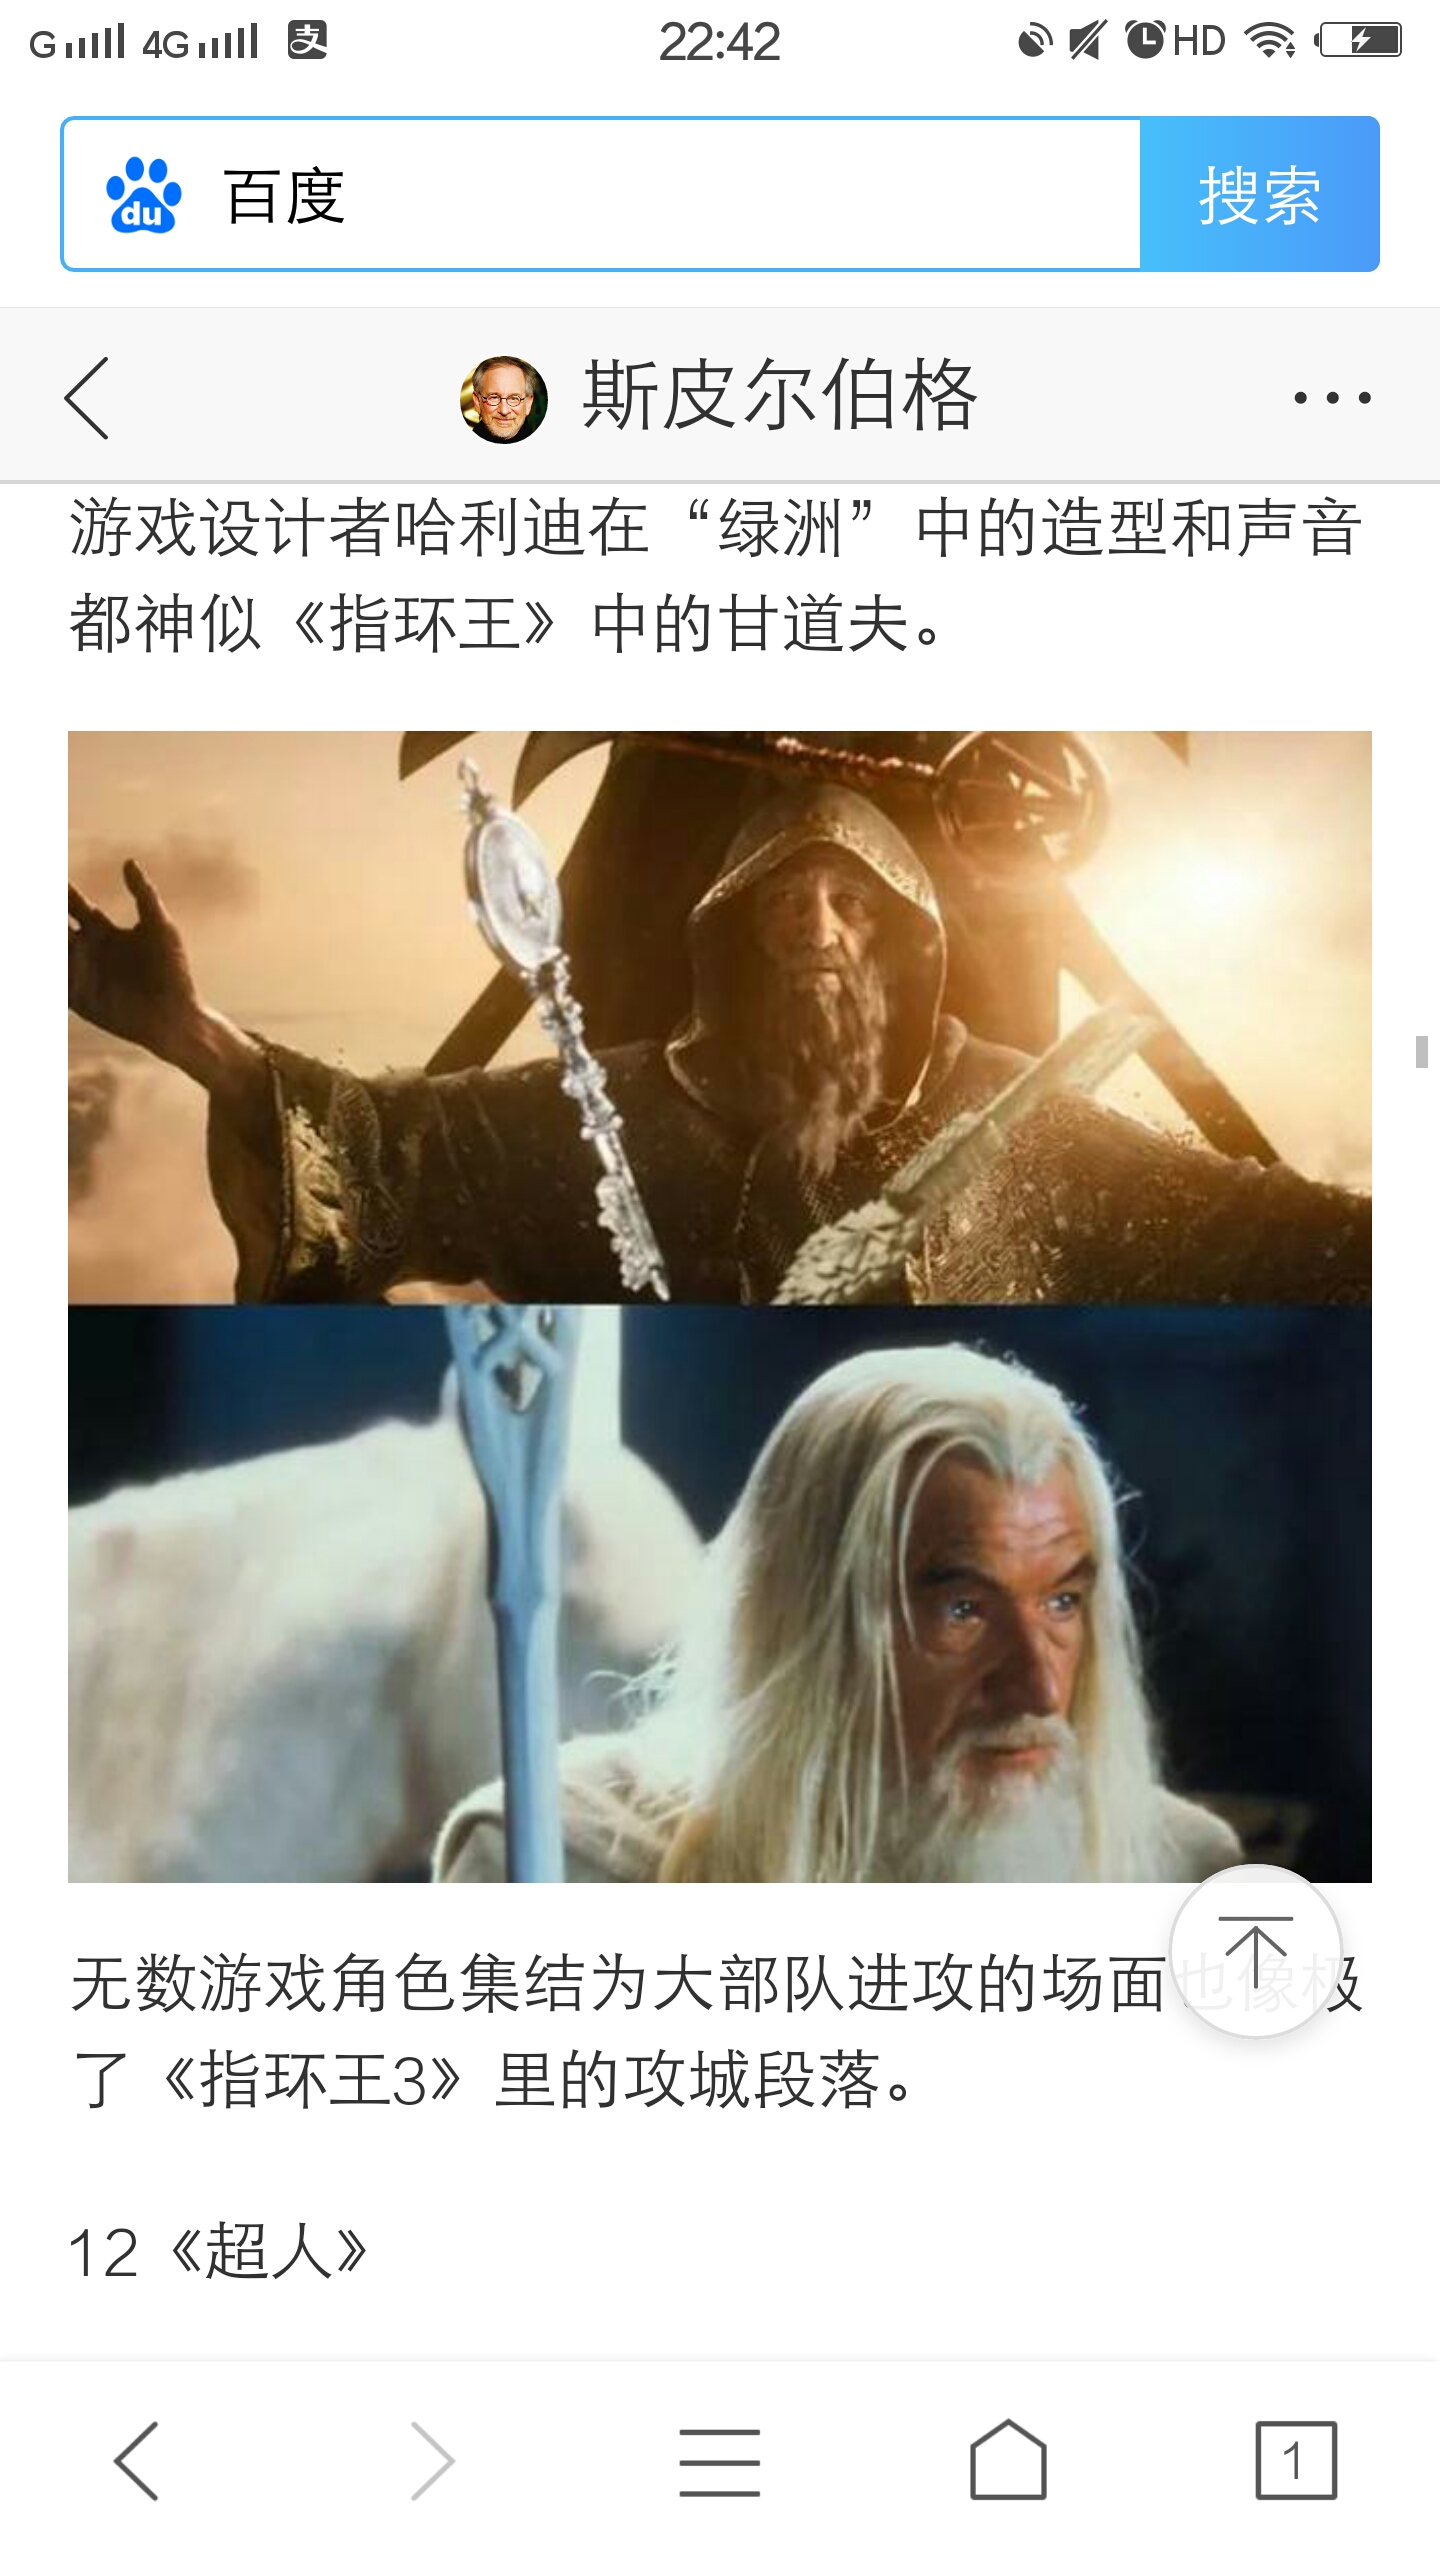 G 4G 支 22:42 HD
du 百度 搜索
斯皮尔伯格
游戏设计者哈利迪在“绿洲”中的造型和声音
都神似《指环王》中的甘道夫。
无数游戏角色集结为大部队进攻的场面也像极
了《指环王3》里的攻城段落。
12《超人》
1